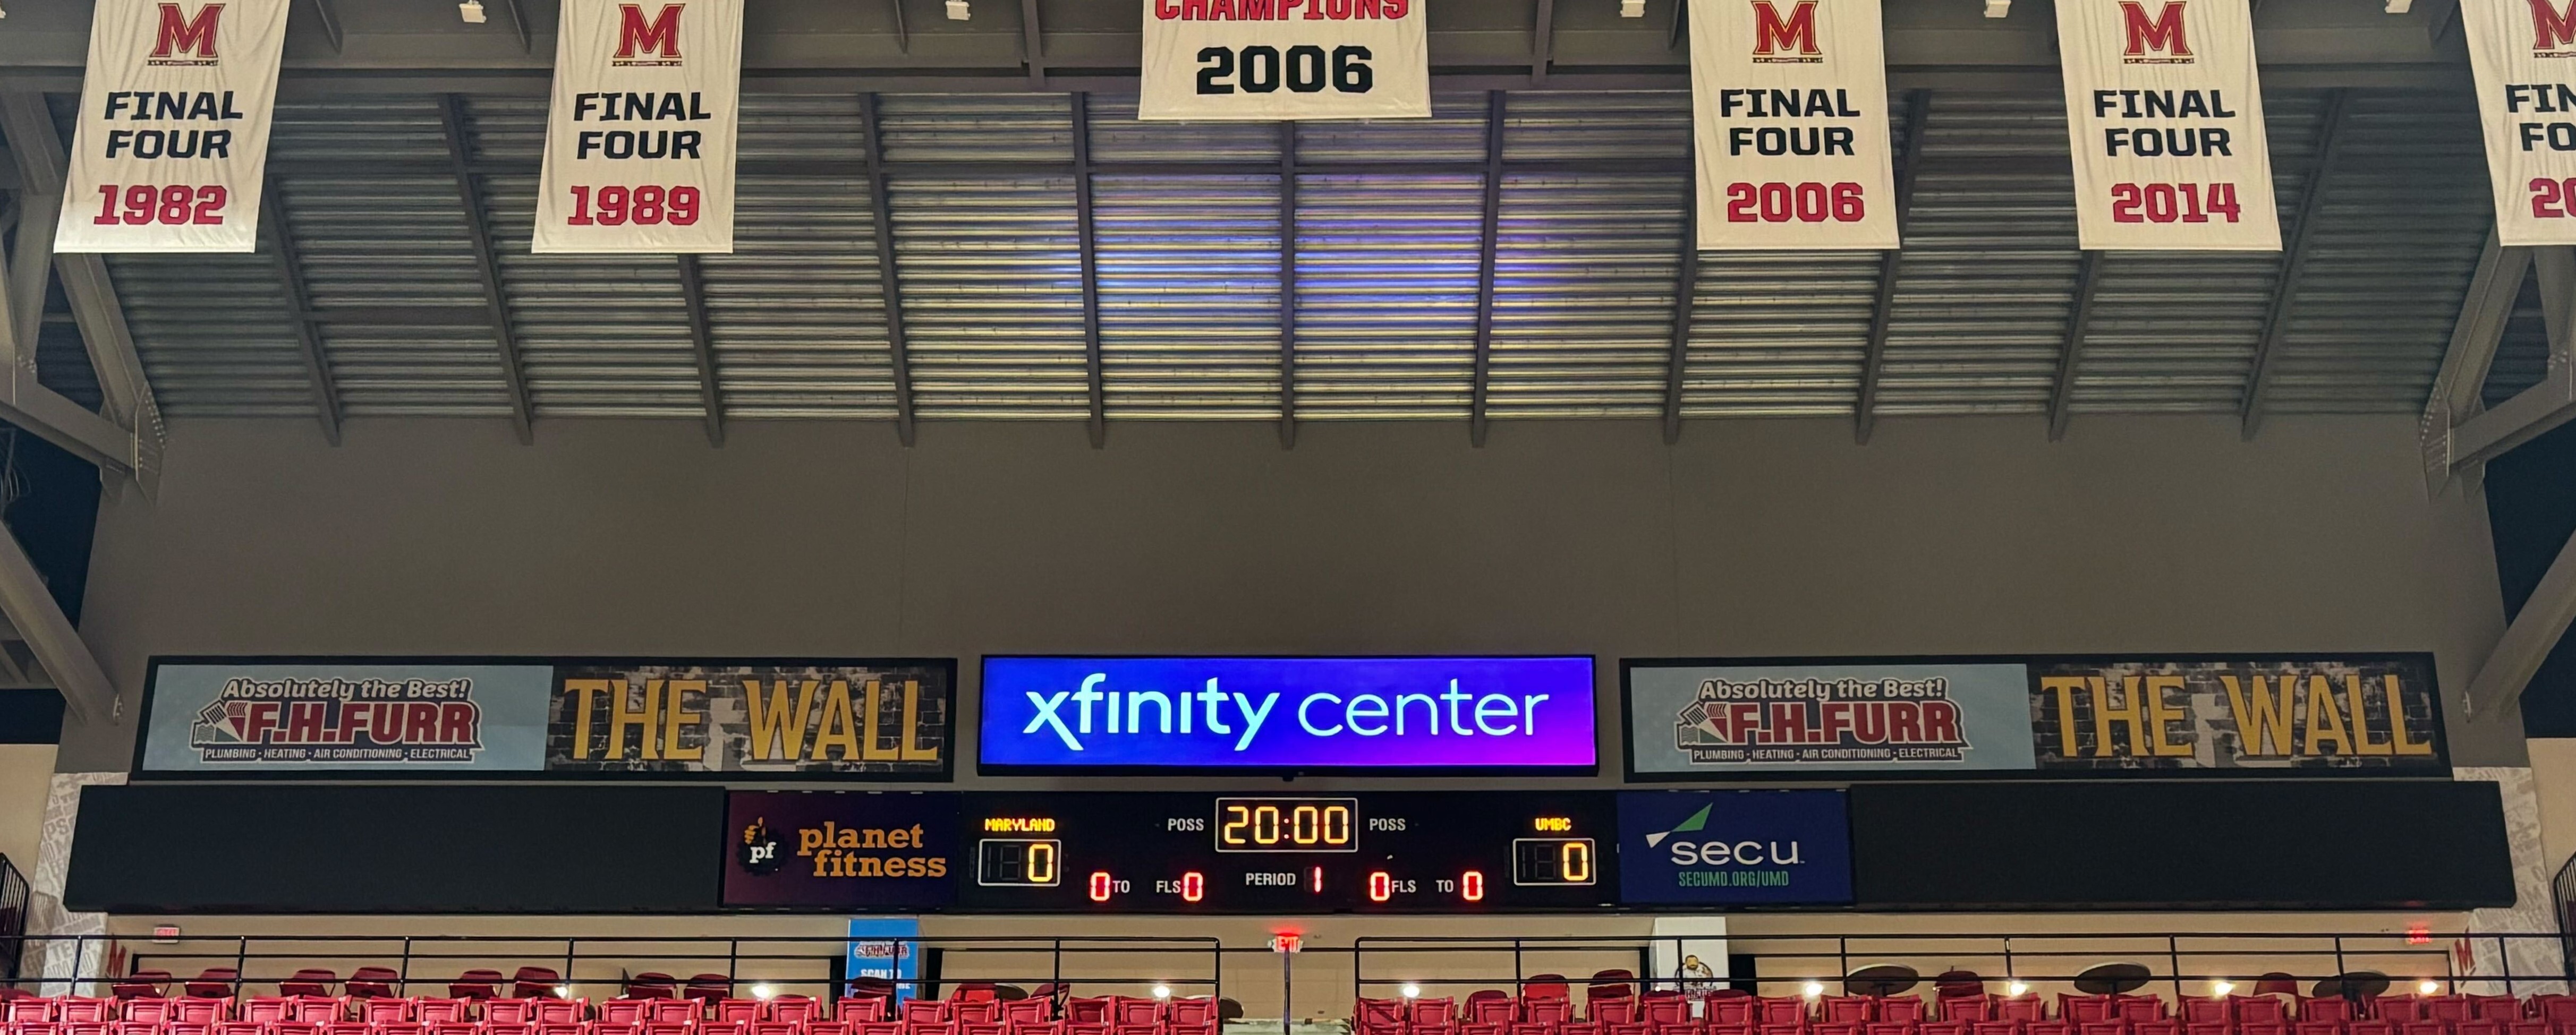 CHAMPIONS
2006
M
FINAL
FOUR
1982
M
FINAL
FOUR
1989
M
FINAL
FOUR
2006
M
FINAL
FOUR
2014
M
Absolutely the Best!
F.H.FURR
PLUMBING - HEATING - AIR CONDITIONING - ELECTRICAL
THE WALL
xfinity center
Absolutely the Best!
F.H.FURR
PLUMBING - HEATING - AIR CONDITIONING - ELECTRICAL
THE WALL
pf planet
fitness
MARYLAND
0
POSS 20:00 POSS
UMBC
0
0 TO FLS 0 PERIOD 1 0 FLS TO 0
secu
SECUMD.ORG/UMD
EXIT
M
SCAN TO
M